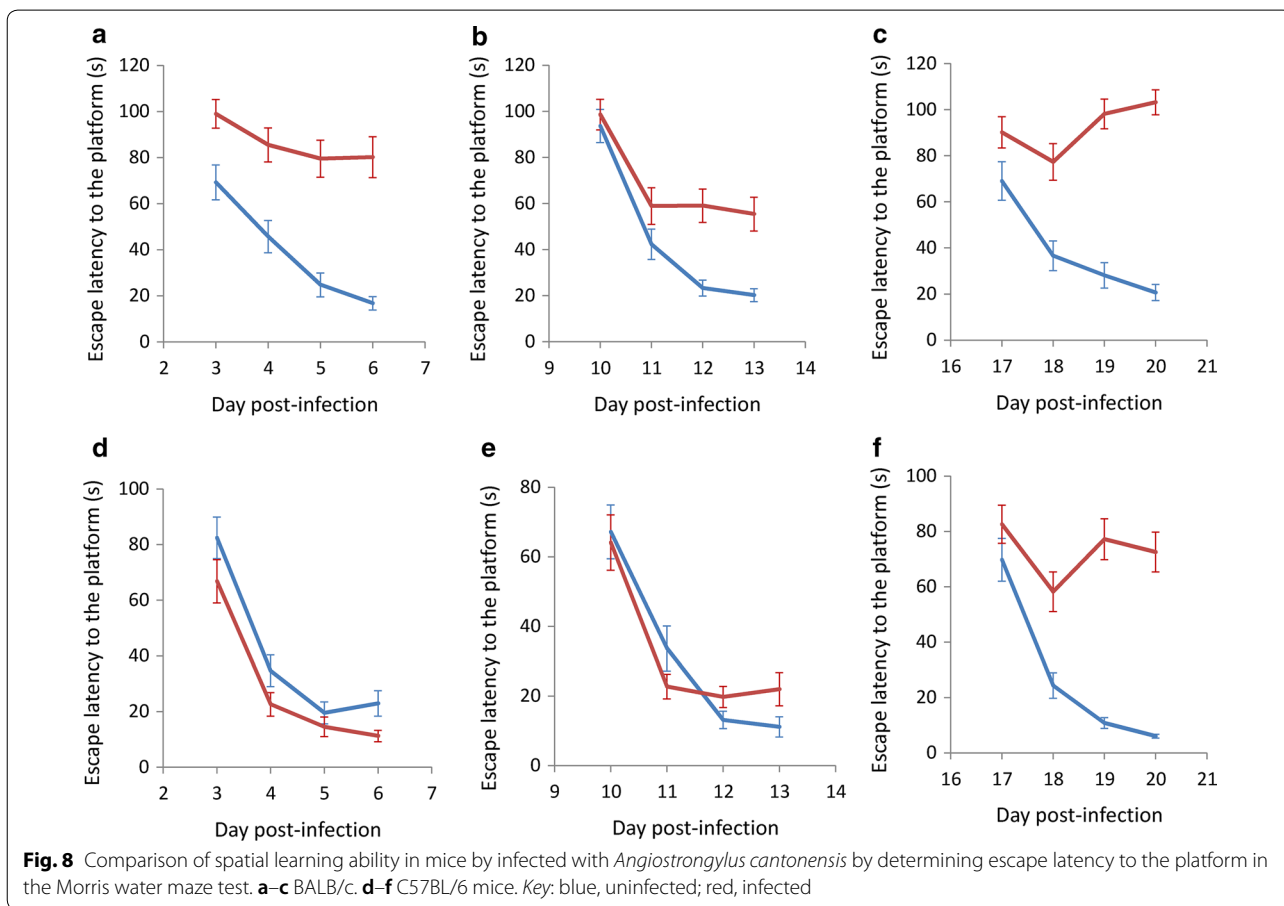 a
120
100
80
60
40
20
0
2 3 4 5 6 7
Escape latency to the platform (s)
Day post-infection
b
120
100
80
60
40
20
0
9 10 11 12 13 14
Escape latency to the platform (s)
Day post-infection
c
120
100
80
60
40
20
0
16 17 18 19 20 21
Escape latency to the platform (s)
Day post-infection
d
100
80
60
40
20
0
2 3 4 5 6 7
Escape latency to the platform (s)
Day post-infection
e
80
60
40
20
0
9 10 11 12 13 14
Escape latency to the platform (s)
Day post-infection
f
100
80
60
40
20
0
16 17 18 19 20 21
Escape latency to the platform (s)
Day post-infection
Fig. 8 Comparison of spatial learning ability in mice by infected with Angiostrongylus cantonensis by determining escape latency to the platform in
the Morris water maze test. a–c BALB/c. d–f C57BL/6 mice. Key: blue, uninfected; red, infected